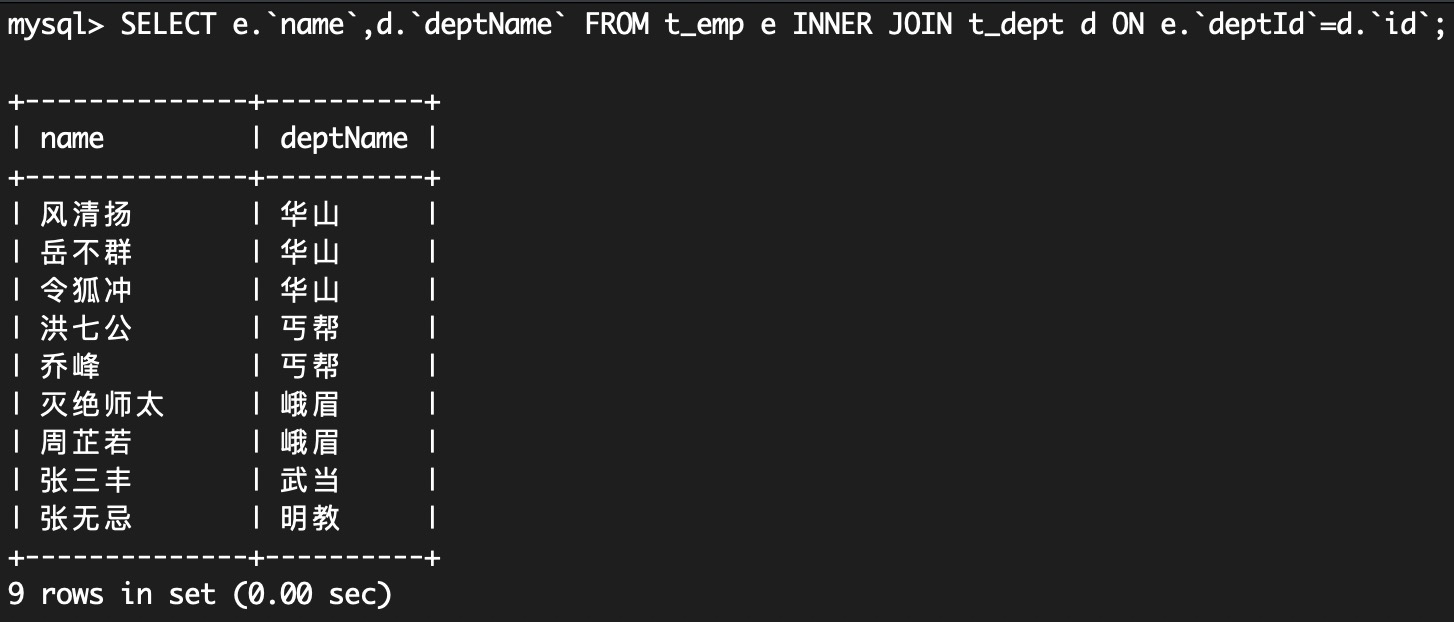 mysql> SELECT e.`name`,d.`deptName` FROM t_emp e INNER JOIN t_dept d ON e.`deptId`=d.`id`;
+--------------+----------+
| name         | deptName |
+--------------+----------+
| 风清扬       | 华山     |
| 岳不群       | 华山     |
| 令狐冲       | 华山     |
| 洪七公       | 丐帮     |
| 乔峰         | 丐帮     |
| 灭绝师太     | 峨眉     |
| 周芷若       | 峨眉     |
| 张三丰       | 武当     |
| 张无忌       | 明教     |
+--------------+----------+
9 rows in set (0.00 sec)